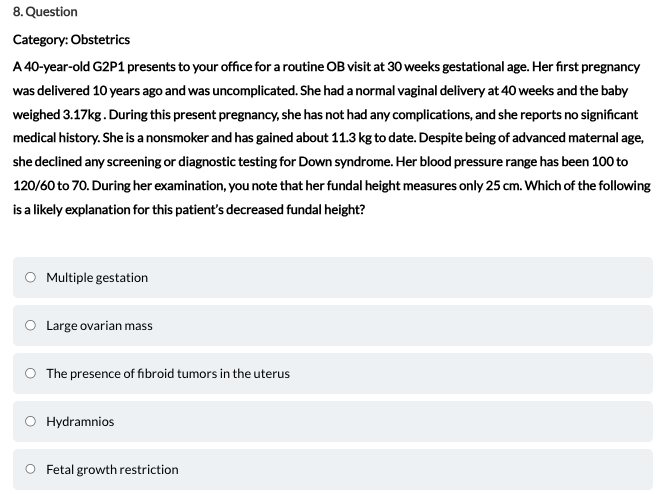 8. Question
Category: Obstetrics
A 40-year-old G2P1 presents to your office for a routine OB visit at 30 weeks gestational age. Her first pregnancy
was delivered 10 years ago and was uncomplicated. She had a normal vaginal delivery at 40 weeks and the baby
weighed 3.17kg . During this present pregnancy, she has not had any complications, and she reports no significant
medical history. She is a nonsmoker and has gained about 11.3 kg to date. Despite being of advanced maternal age,
she declined any screening or diagnostic testing for Down syndrome. Her blood pressure range has been 100 to
120/60 to 70. During her examination, you note that her fundal height measures only 25 cm. Which of the following
is a likely explanation for this patient's decreased fundal height?
Multiple gestation
Large ovarian mass
The presence of fibroid tumors in the uterus
Hydramnios
Fetal growth restriction